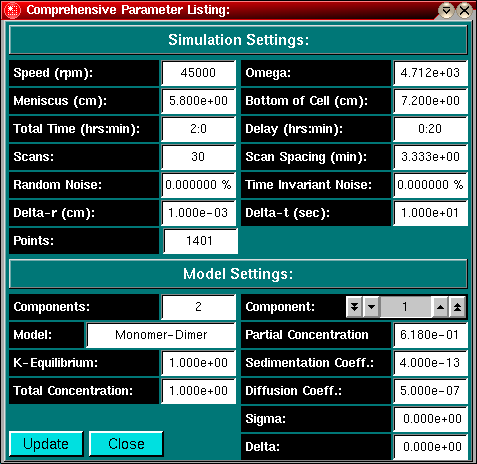 Comprehensive Parameter Listing:
Simulation Settings:
Speed (rpm): 45000 Omega: 4.712e+03
Meniscus (cm): 5.800e+00 Bottom of Cell (cm): 7.200e+00
Total Time (hrs:min): 2:0 Delay (hrs:min): 0:20
Scans: 30 Scan Spacing (min): 3.333e+00
Random Noise: 0.000000 % Time Invariant Noise: 0.000000 %
Delta-r (cm): 1.000e-03 Delta-t (sec): 1.000e+01
Points: 1401
Model Settings:
Components: 2 Component: 1
Model: Monomer-Dimer Partial Concentration 6.180e-01
K-Equilibrium: 1.000e+00 Sedimentation Coeff.: 4.000e-13
Total Concentration: 1.000e+00 Diffusion Coeff.: 5.000e-07
Sigma: 0.000e+00
Update Close Delta: 0.000e+00